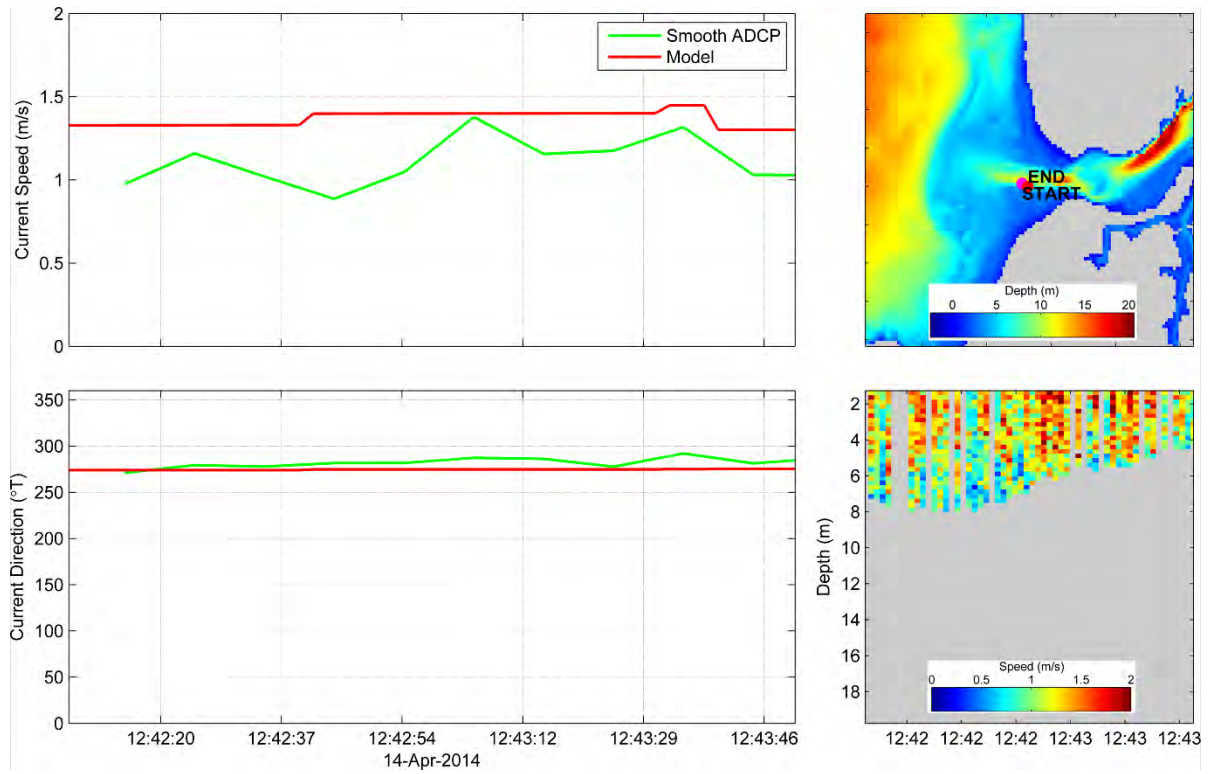 2
1.5
1
0.5
0
Current Speed (m/s)
Smooth ADCP
Model
END
START
Depth (m)
0 5 10 15 20
350
300
250
200
150
100
50
0
Current Direction (°T)
12:42:20 12:42:37 12:42:54 12:43:12 12:43:29 12:43:46
14-Apr-2014
2
4
6
8
10
12
14
16
18
Depth (m)
Speed (m/s)
0 0.5 1 1.5 2
12:42 12:42 12:42 12:43 12:43 12:43